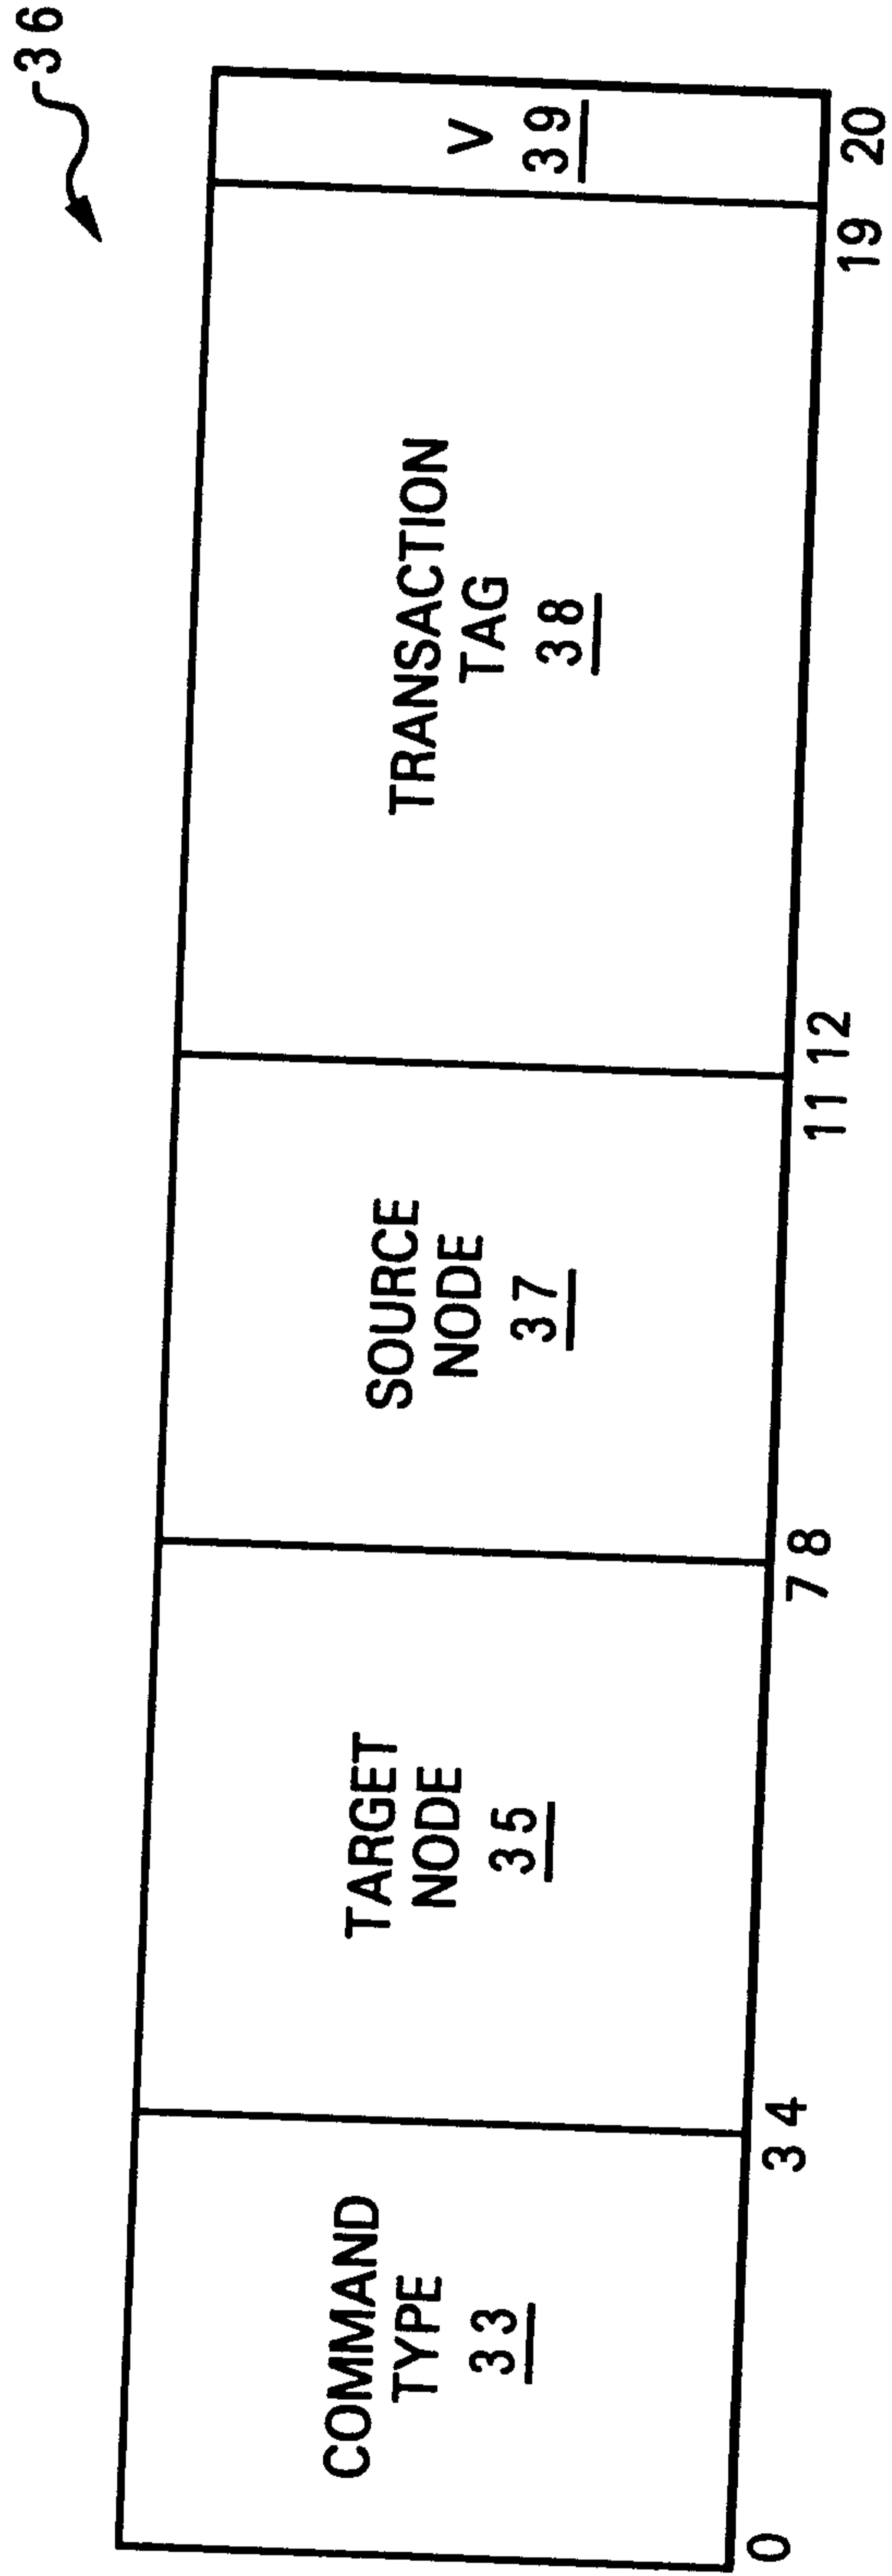 36
COMMAND
TYPE
33
TARGET
NODE
35
SOURCE
NODE
37
TRANSACTION
TAG
38
V
39
0 3 4 7 8 11 12 19 20